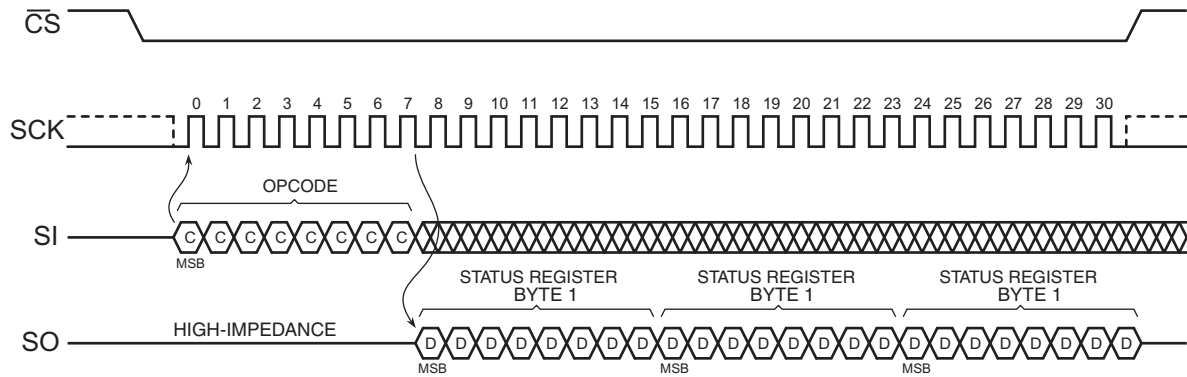 CS
SCK
0 1 2 3 4 5 6 7 8 9 10 11 12 13 14 15 16 17 18 19 20 21 22 23 24 25 26 27 28 29 30
OPCODE
SI
C C C C C C C C
MSB
STATUS REGISTER
BYTE 1
STATUS REGISTER
BYTE 1
STATUS REGISTER
BYTE 1
SO
HIGH-IMPEDANCE
D D D D D D D D D D D D D D D D D D D D D D D D
MSB
MSB
MSB